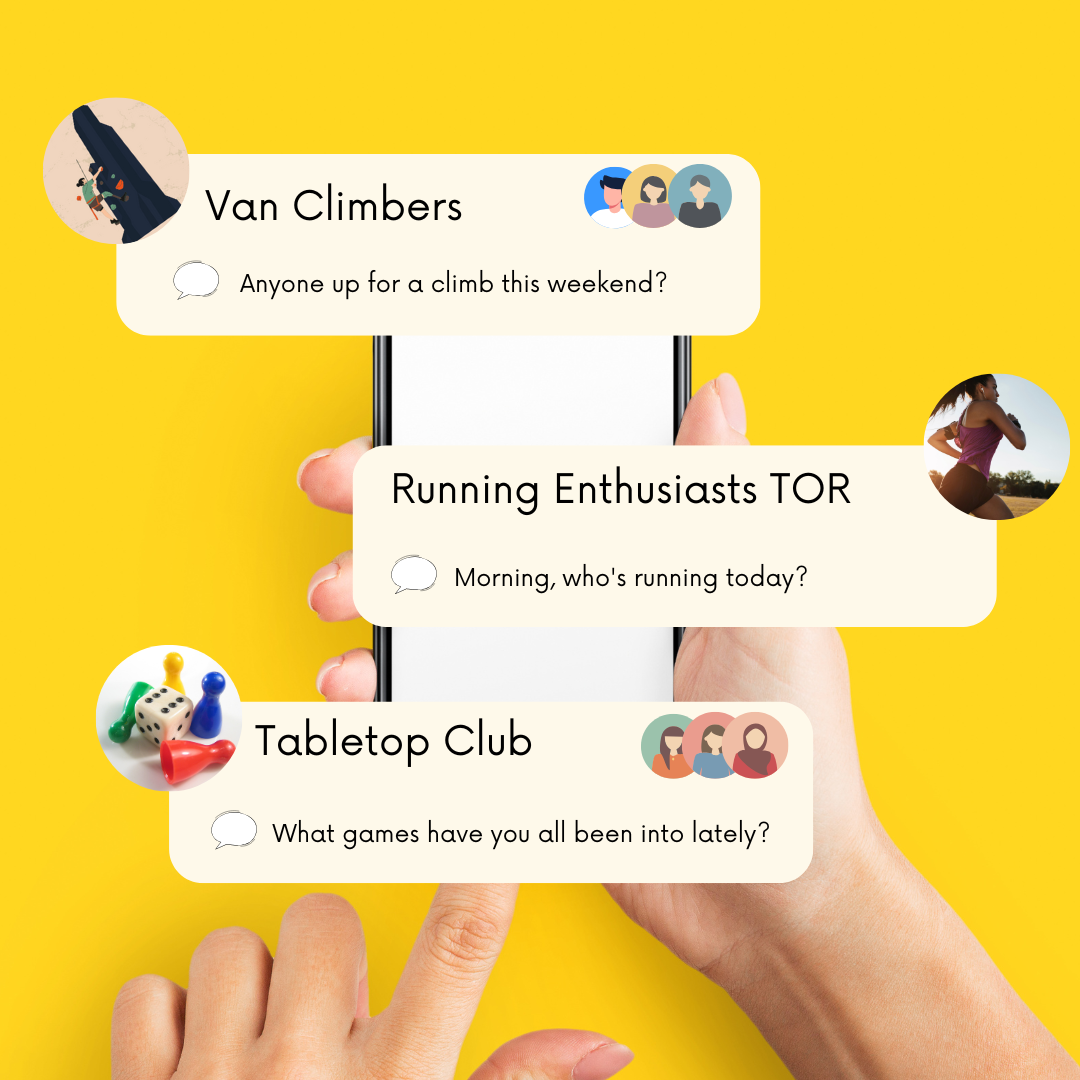 Van Climbers
Anyone up for a climb this weekend?
Running Enthusiasts TOR
Morning, who's running today?
Tabletop Club
What games have you all been into lately?